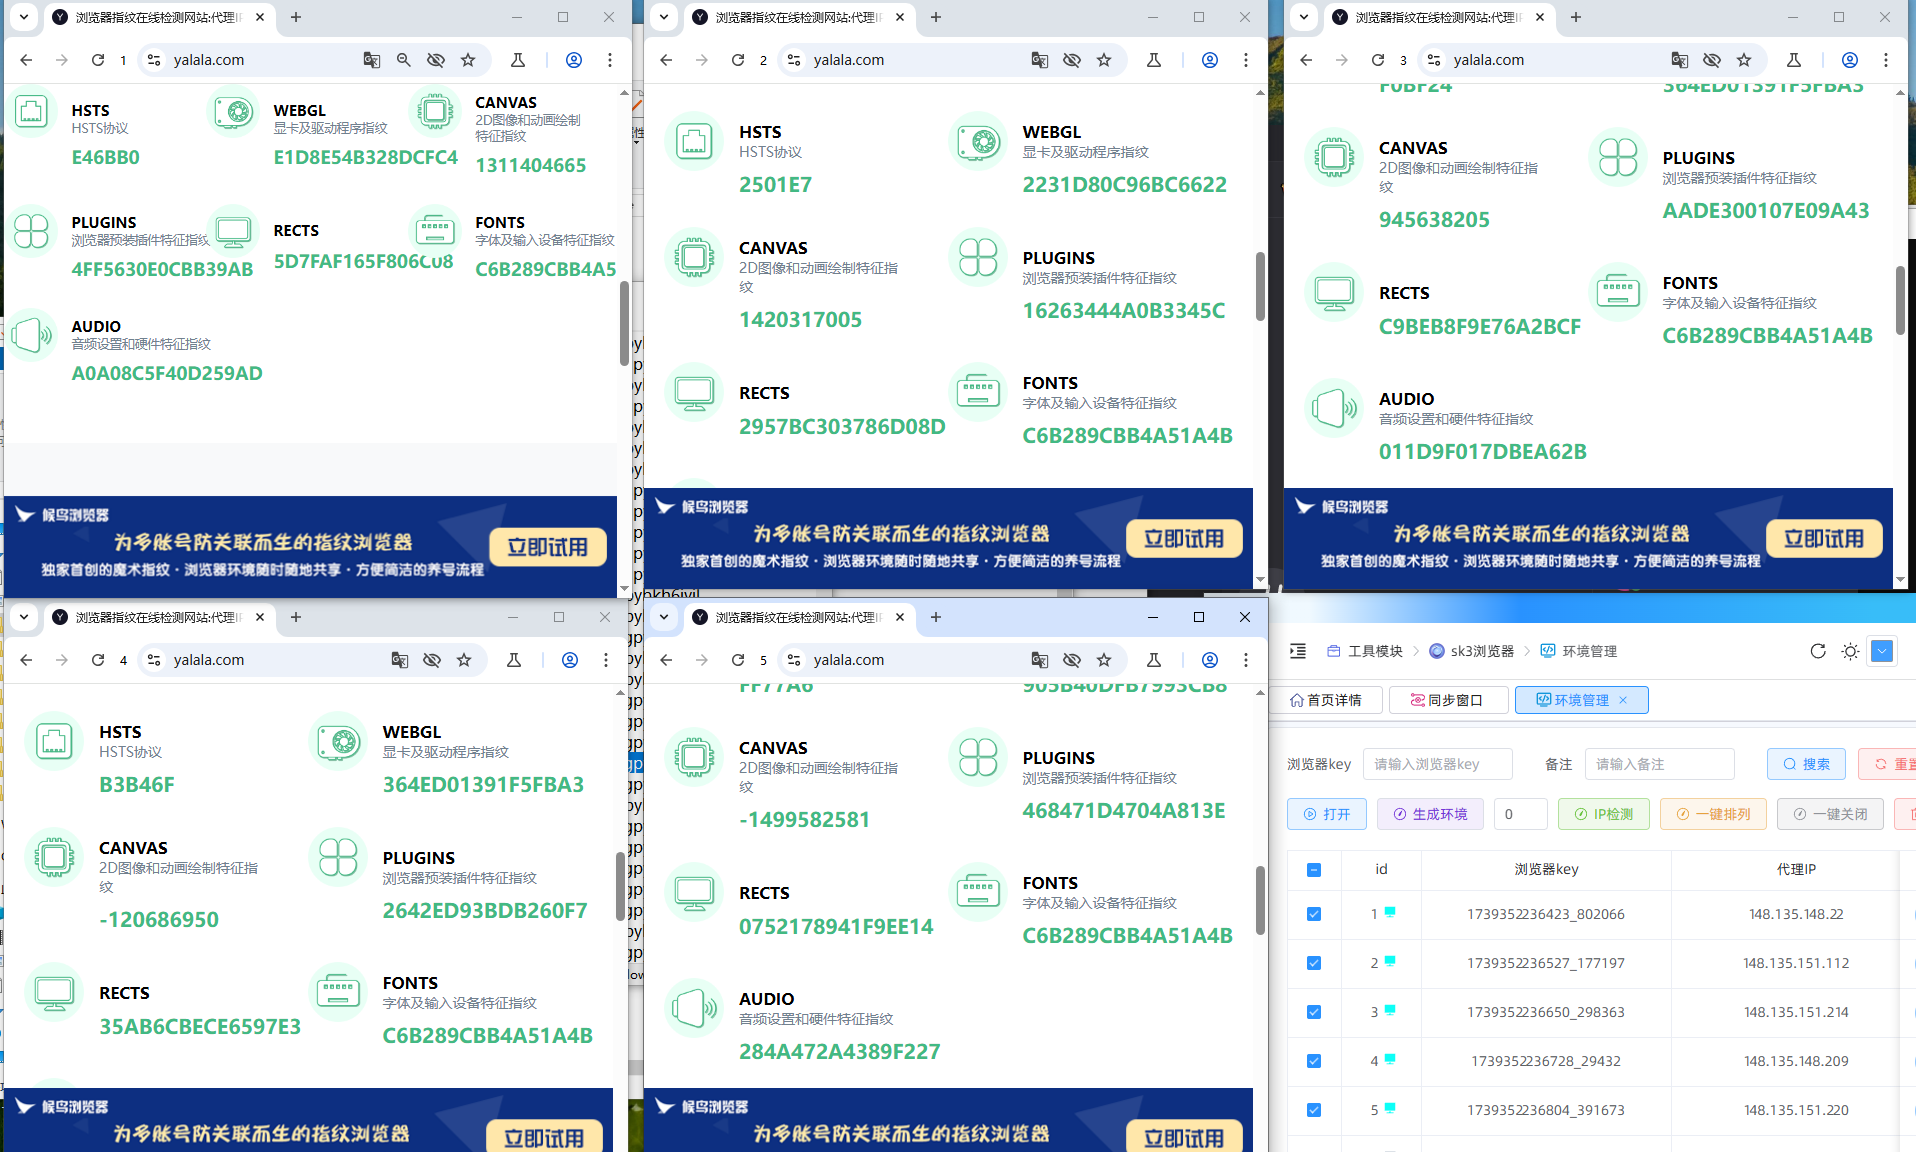 浏览器指纹在线检测网站:代理IP
1
yalala.com
HSTS
HSTS协议
E46BB0
WEBGL
显卡及驱动程序指纹
E1D8E54B328DCFC4
CANVAS
2D图像和动画绘制
特征指纹
1311404665
PLUGINS
浏览器预装插件特征指纹
4FF5630E0CBB39AB
RECTS
5D7FAF165F806C08
FONTS
字体及输入设备特征指纹
C6B289CBB4A5
AUDIO
音频设置和硬件特征指纹
A0A08C5F40D259AD
候鸟浏览器
为多账号防关联而生的指纹浏览器
独家首创的魔术指纹·浏览器环境随时随地共享·方便简洁的养号流程
立即试用
浏览器指纹在线检测网站:代理IP
2
yalala.com
HSTS
HSTS协议
2501E7
WEBGL
显卡及驱动程序指纹
2231D80C96BC6622
CANVAS
2D图像和动画绘制特征指
纹
1420317005
PLUGINS
浏览器预装插件特征指纹
16263444A0B3345C
RECTS
2957BC303786D08D
FONTS
字体及输入设备特征指纹
C6B289CBB4A51A4B
候鸟浏览器
为多账号防关联而生的指纹浏览器
独家首创的魔术指纹·浏览器环境随时随地共享·方便简洁的养号流程
立即试用
浏览器指纹在线检测网站:代理IP
3
yalala.com
F0BF24
364ED01391F5FBA3
CANVAS
2D图像和动画绘制特征指
纹
945638205
PLUGINS
浏览器预装插件特征指纹
AADE300107E09A43
RECTS
C9BEB8F9E76A2BCF
FONTS
字体及输入设备特征指纹
C6B289CBB4A51A4B
AUDIO
音频设置和硬件特征指纹
011D9F017DBEA62B
候鸟浏览器
为多账号防关联而生的指纹浏览器
独家首创的魔术指纹·浏览器环境随时随地共享·方便简洁的养号流程
立即试用
浏览器指纹在线检测网站:代理IP
4
yalala.com
HSTS
HSTS协议
B3B46F
WEBGL
显卡及驱动程序指纹
364ED01391F5FBA3
CANVAS
2D图像和动画绘制特征指
纹
-120686950
PLUGINS
浏览器预装插件特征指纹
2642ED93BDB260F7
RECTS
35AB6CBECE6597E3
FONTS
字体及输入设备特征指纹
C6B289CBB4A51A4B
候鸟浏览器
为多账号防关联而生的指纹浏览器
立即试用
浏览器指纹在线检测网站:代理IP
5
yalala.com
FF77A6
905B40DFB7993CB8
CANVAS
2D图像和动画绘制特征指
纹
-1499582581
PLUGINS
浏览器预装插件特征指纹
468471D4704A813E
RECTS
0752178941F9EE14
FONTS
字体及输入设备特征指纹
C6B289CBB4A51A4B
AUDIO
音频设置和硬件特征指纹
284A472A4389F227
候鸟浏览器
为多账号防关联而生的指纹浏览器
立即试用
工具模块 sk3浏览器 环境管理
首页详情 同步窗口 环境管理
浏览器key 请输入浏览器key 备注 请输入备注 搜索 重置
打开 生成环境 0 IP检测 一键排列 一键关闭
id 浏览器key 代理IP
1 1739352236423_802066 148.135.148.22
2 1739352236527_177197 148.135.151.112
3 1739352236650_298363 148.135.151.214
4 1739352236728_29432 148.135.148.209
5 1739352236804_391673 148.135.151.220